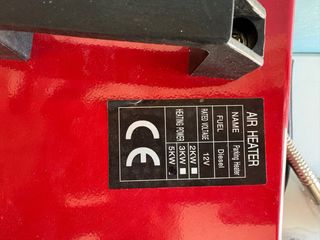 AIR HEATER
NAME Parking Heater
FUEL Diesel
RATED VOLTAGE 12V
HEATING POWER 2KW
3KW
5KW
CE